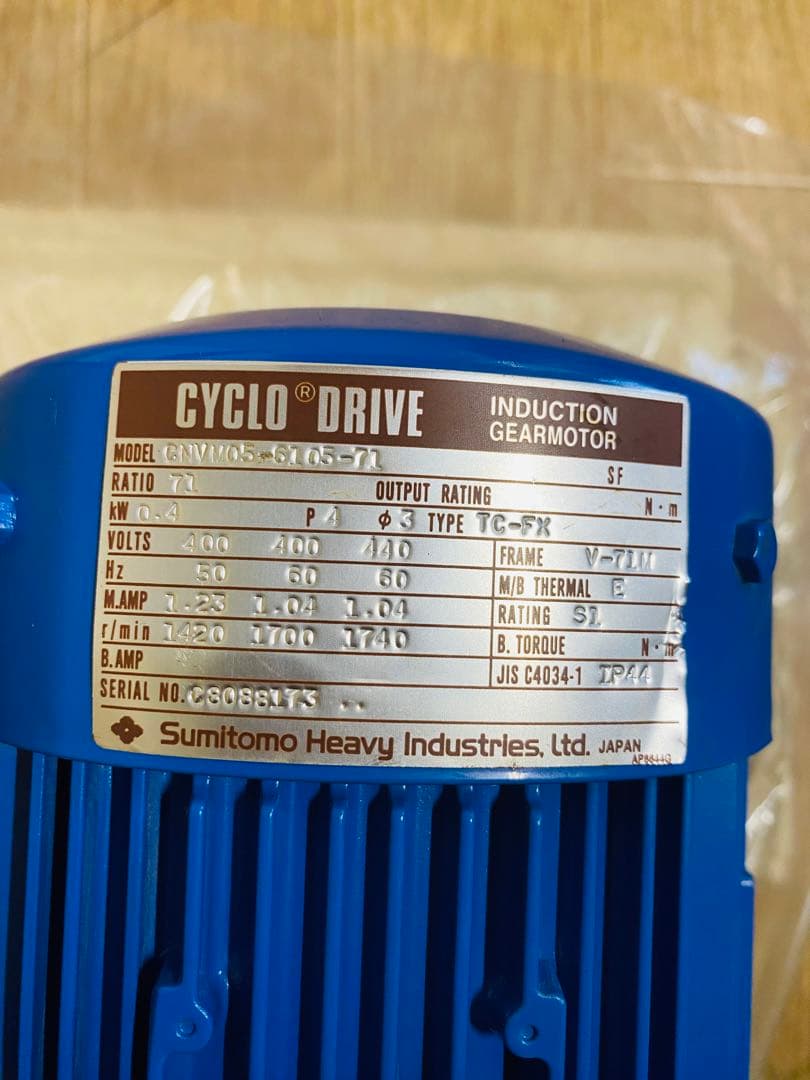 CYCLO® DRIVE INDUCTION GEARMOTOR
MODEL CNVM05-6105-71 SF
RATIO 71 OUTPUT RATING N·m
kW 0.4 P 4 φ 3 TYPE TC-FX
VOLTS 400 400 440 FRAME V-71M
Hz 50 60 60 M/B THERMAL E
M.AMP 1.23 1.04 1.04 RATING S1
r/min 1420 1700 1740 B. TORQUE N·m
B.AMP JIS C4034-1 IP44
SERIAL NO. C8088173 ..
Sumitomo Heavy Industries, Ltd. JAPAN